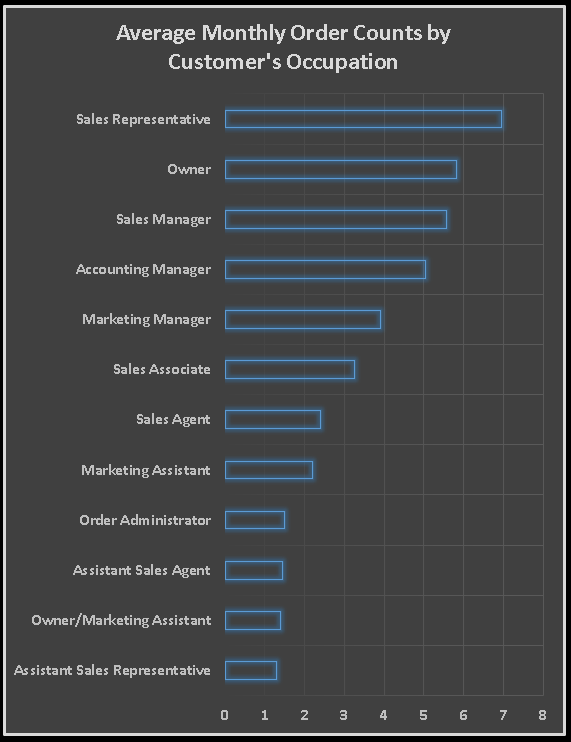 Average Monthly Order Counts by
Customer's Occupation
Sales Representative
Owner
Sales Manager
Accounting Manager
Marketing Manager
Sales Associate
Sales Agent
Marketing Assistant
Order Administrator
Assistant Sales Agent
Owner/Marketing Assistant
Assistant Sales Representative
0 1 2 3 4 5 6 7 8